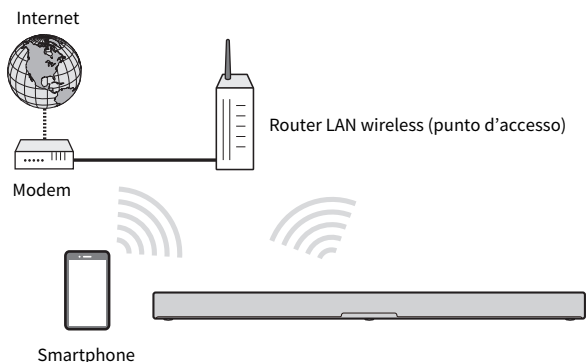 Internet
Router LAN wireless (punto d’accesso)
Modem
Smartphone